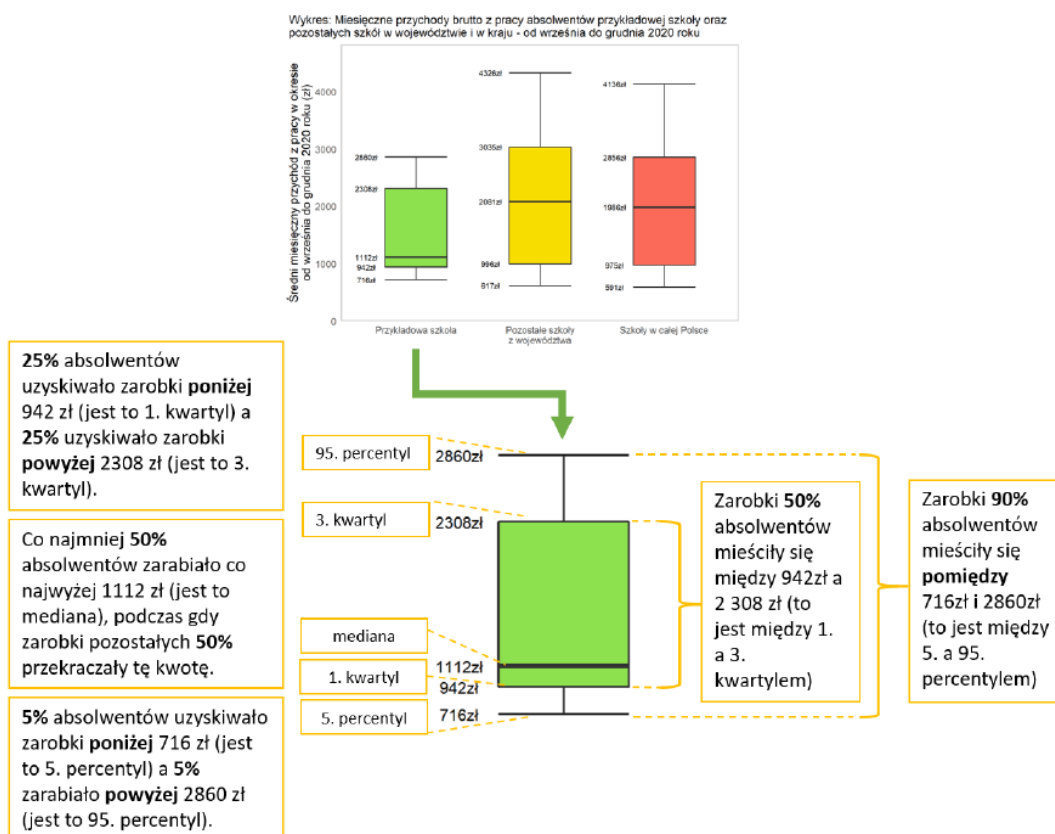 Wykres: Miesięczne przychody brutto z pracy absolwentów przykładowej szkoły oraz
pozostałych szkół w województwie i w kraju - od września do grudnia 2020 roku
Średni miesięczny przychód z pracy w okresie
od września do grudnia 2020 roku (zł)
4000
3000
2000
1000
0
2860zł
2308zł
1112zł
942zł
716zł
4326zł
3035zł
2081zł
996zł
617zł
4136zł
2856zł
1986zł
975zł
591zł
Przykładowa szkoła
Pozostałe szkoły
z województwa
Szkoły w całej Polsce
25% absolwentów
uzyskiwało zarobki poniżej
942 zł (jest to 1. kwartyl) a
25% uzyskiwało zarobki
powyżej 2308 zł (jest to 3.
kwartyl).
Co najmniej 50%
absolwentów zarabiało co
najwyżej 1112 zł (jest to
mediana), podczas gdy
zarobki pozostałych 50%
przekraczały tę kwotę.
5% absolwentów uzyskiwało
zarobki poniżej 716 zł (jest
to 5. percentyl) a 5%
zarabiało powyżej 2860 zł
(jest to 95. percentyl).
95. percentyl
2860zł
3. kwartyl
2308zł
mediana
1112zł
1. kwartyl
942zł
5. percentyl
716zł
Zarobki 50%
absolwentów
mieściły się
między 942zł a
2 308 zł (to
jest między 1.
a 3.
kwartylem)
Zarobki 90%
absolwentów
mieściły się
pomiędzy
716zł i 2860zł
(to jest między
5. a 95.
percentylem)